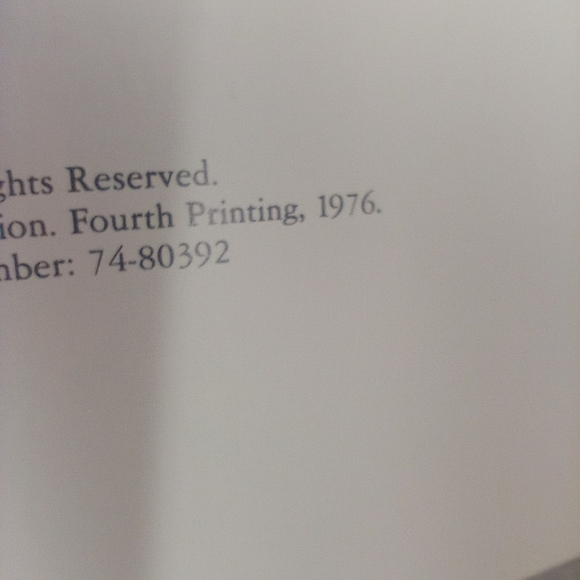 ghts Reserved.
ion. Fourth Printing, 1976.
nber: 74-80392